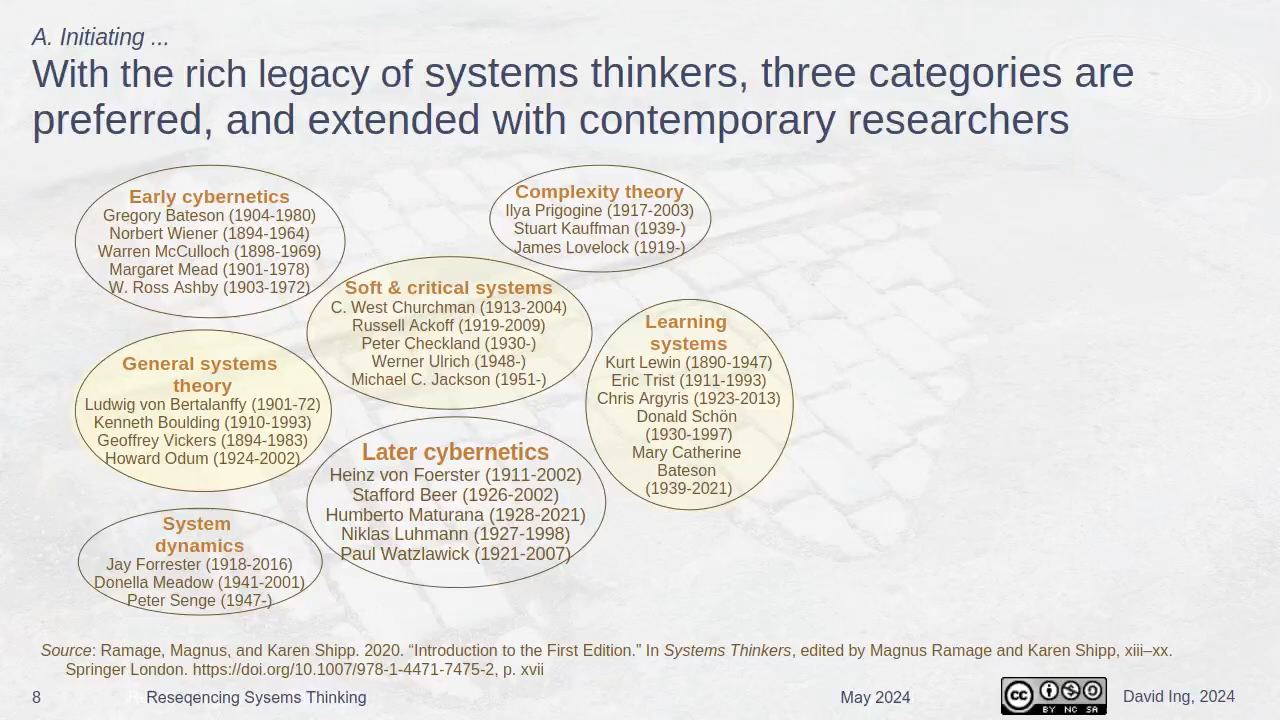 A. Initiating ...
With the rich legacy of systems thinkers, three categories are
preferred, and extended with contemporary researchers
Early cybernetics
Gregory Bateson (1904-1980)
Norbert Wiener (1894-1964)
Warren McCulloch (1898-1969)
Margaret Mead (1901-1978)
W. Ross Ashby (1903-1972)
Complexity theory
Ilya Prigogine (1917-2003)
Stuart Kauffman (1939-)
James Lovelock (1919-)
Soft & critical systems
C. West Churchman (1913-2004)
Russell Ackoff (1919-2009)
Peter Checkland (1930-)
Werner Ulrich (1948-)
Michael C. Jackson (1951-)
Learning
systems
Kurt Lewin (1890-1947)
Eric Trist (1911-1993)
Chris Argyris (1923-2013)
Donald Schön
(1930-1997)
Mary Catherine
Bateson
(1939-2021)
General systems
theory
Ludwig von Bertalanffy (1901-72)
Kenneth Boulding (1910-1993)
Geoffrey Vickers (1894-1983)
Howard Odum (1924-2002)
Later cybernetics
Heinz von Foerster (1911-2002)
Stafford Beer (1926-2002)
Humberto Maturana (1928-2021)
Niklas Luhmann (1927-1998)
Paul Watzlawick (1921-2007)
System
dynamics
Jay Forrester (1918-2016)
Donella Meadow (1941-2001)
Peter Senge (1947-)
Source: Ramage, Magnus, and Karen Shipp. 2020. “Introduction to the First Edition.” In Systems Thinkers, edited by Magnus Ramage and Karen Shipp, xiii–xx.
Springer London. https://doi.org/10.1007/978-1-4471-7475-2, p. xvii
8
Reseqencing Sysems Thinking
May 2024
cc BY NC SA
David Ing, 2024